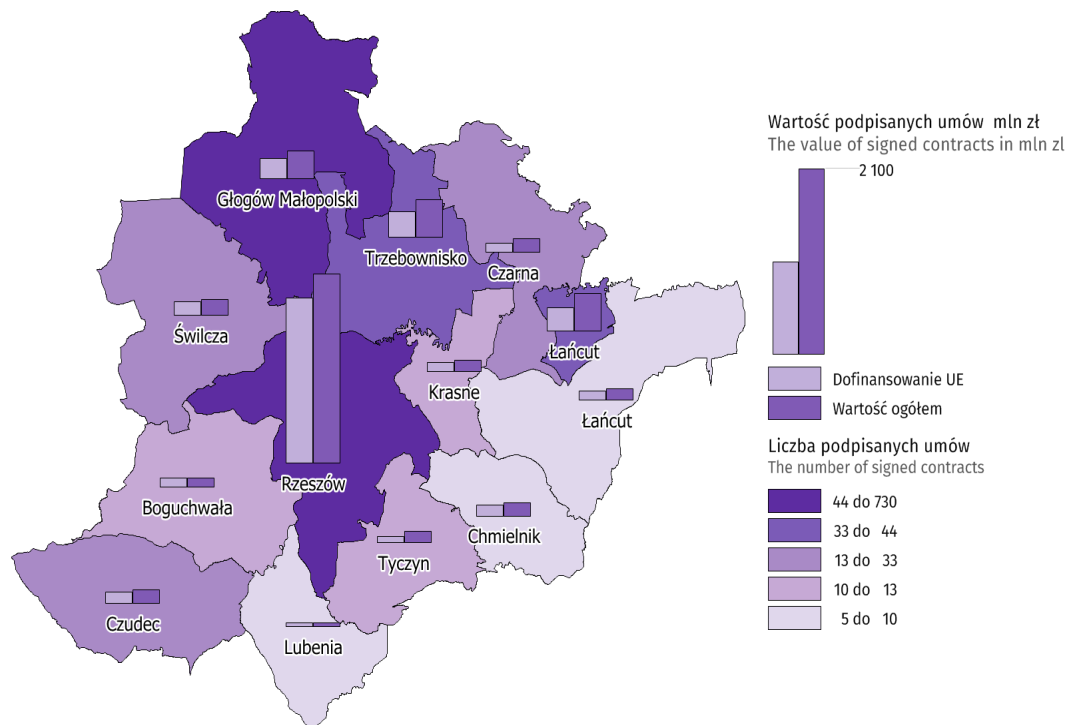 Głogów Małopolski
Trzebownisko
Czarna
Świlcza
Łańcut
Krasne
Łańcut
Rzeszów
Boguchwała
Chmielnik
Tyczyn
Czudec
Lubenia
Wartość podpisanych umów mln zł
The value of signed contracts in mln zl
2 100
Dofinansowanie UE
Wartość ogółem
Liczba podpisanych umów
The number of signed contracts
44 do 730
33 do 44
13 do 33
10 do 13
5 do 10